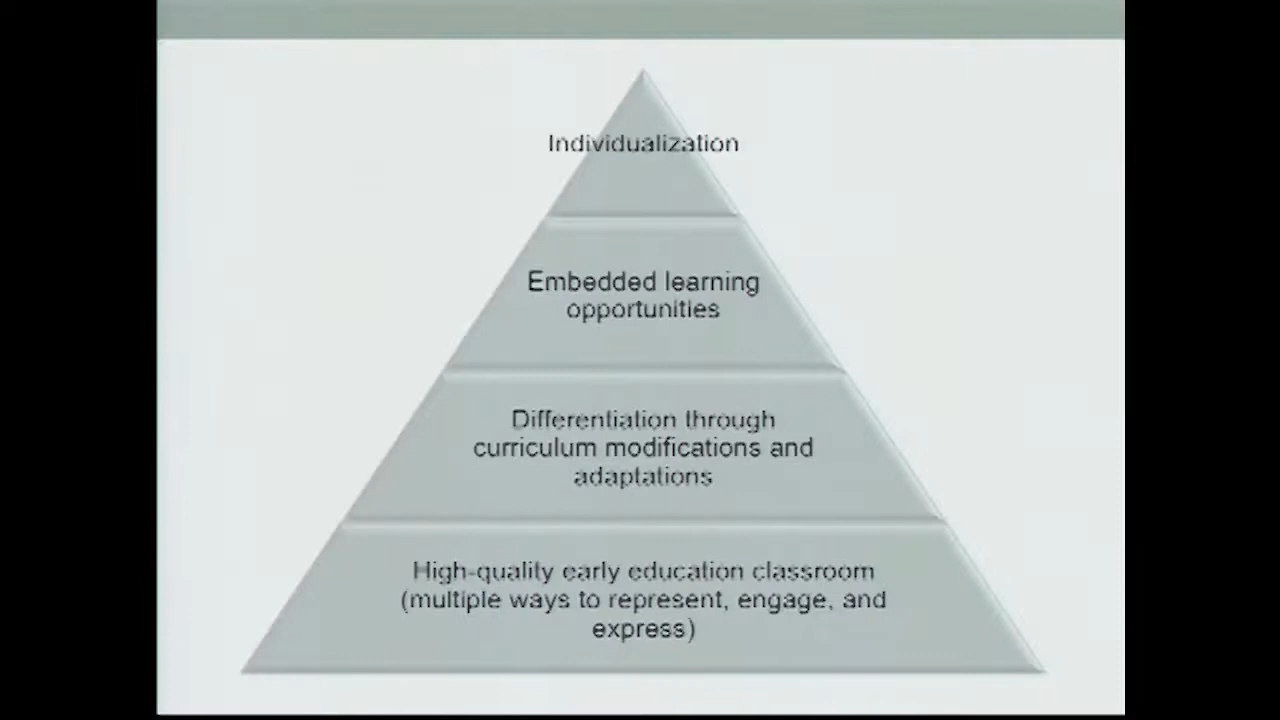 Individualization
Embedded learning
opportunities
Differentiation through
curriculum modifications and
adaptations
High-quality early education classroom
(multiple ways to represent, engage, and
express)